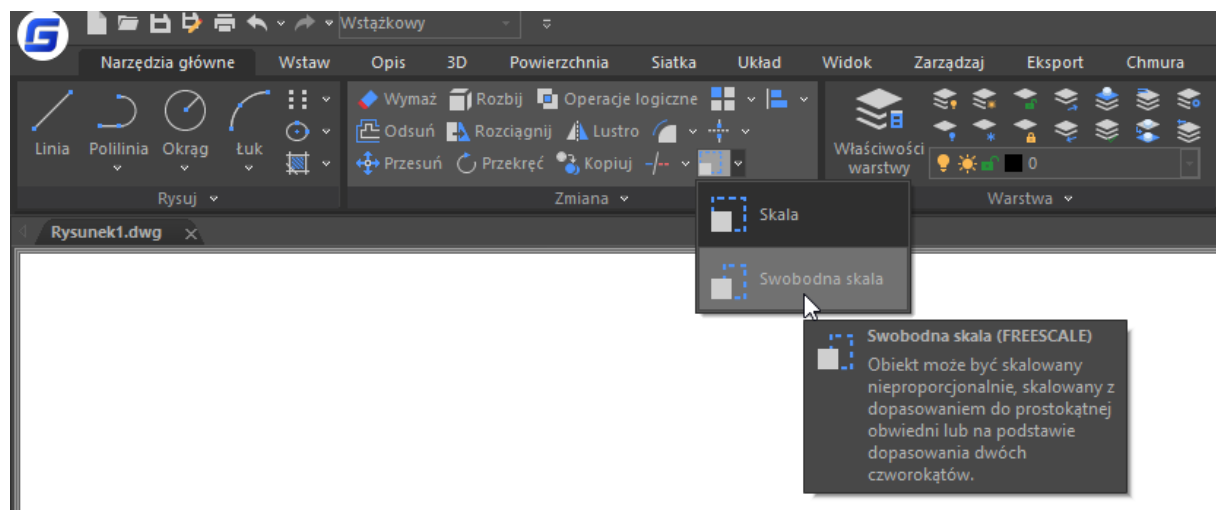 Wstążkowy
Narzędzia główne Wstaw Opis 3D Powierzchnia Siatka Układ Widok Zarządzaj Eksport Chmura
Wymaż Rozbij Operacje logiczne
Odsuń Rozciągnij Lustro
Linia Polilinia Okrąg Łuk
Właściwości warstwy
Przesuń Przekręć Kopiuj
0
Rysuj Zmiana Warstwa
Rysunek1.dwg
Skala
Swobodna skala
Swobodna skala (FREESCALE)
Obiekt może być skalowany
nieproporcjonalnie, skalowany z
dopasowaniem do prostokątnej
obwiedni lub na podstawie
dopasowania dwóch
czworokątów.